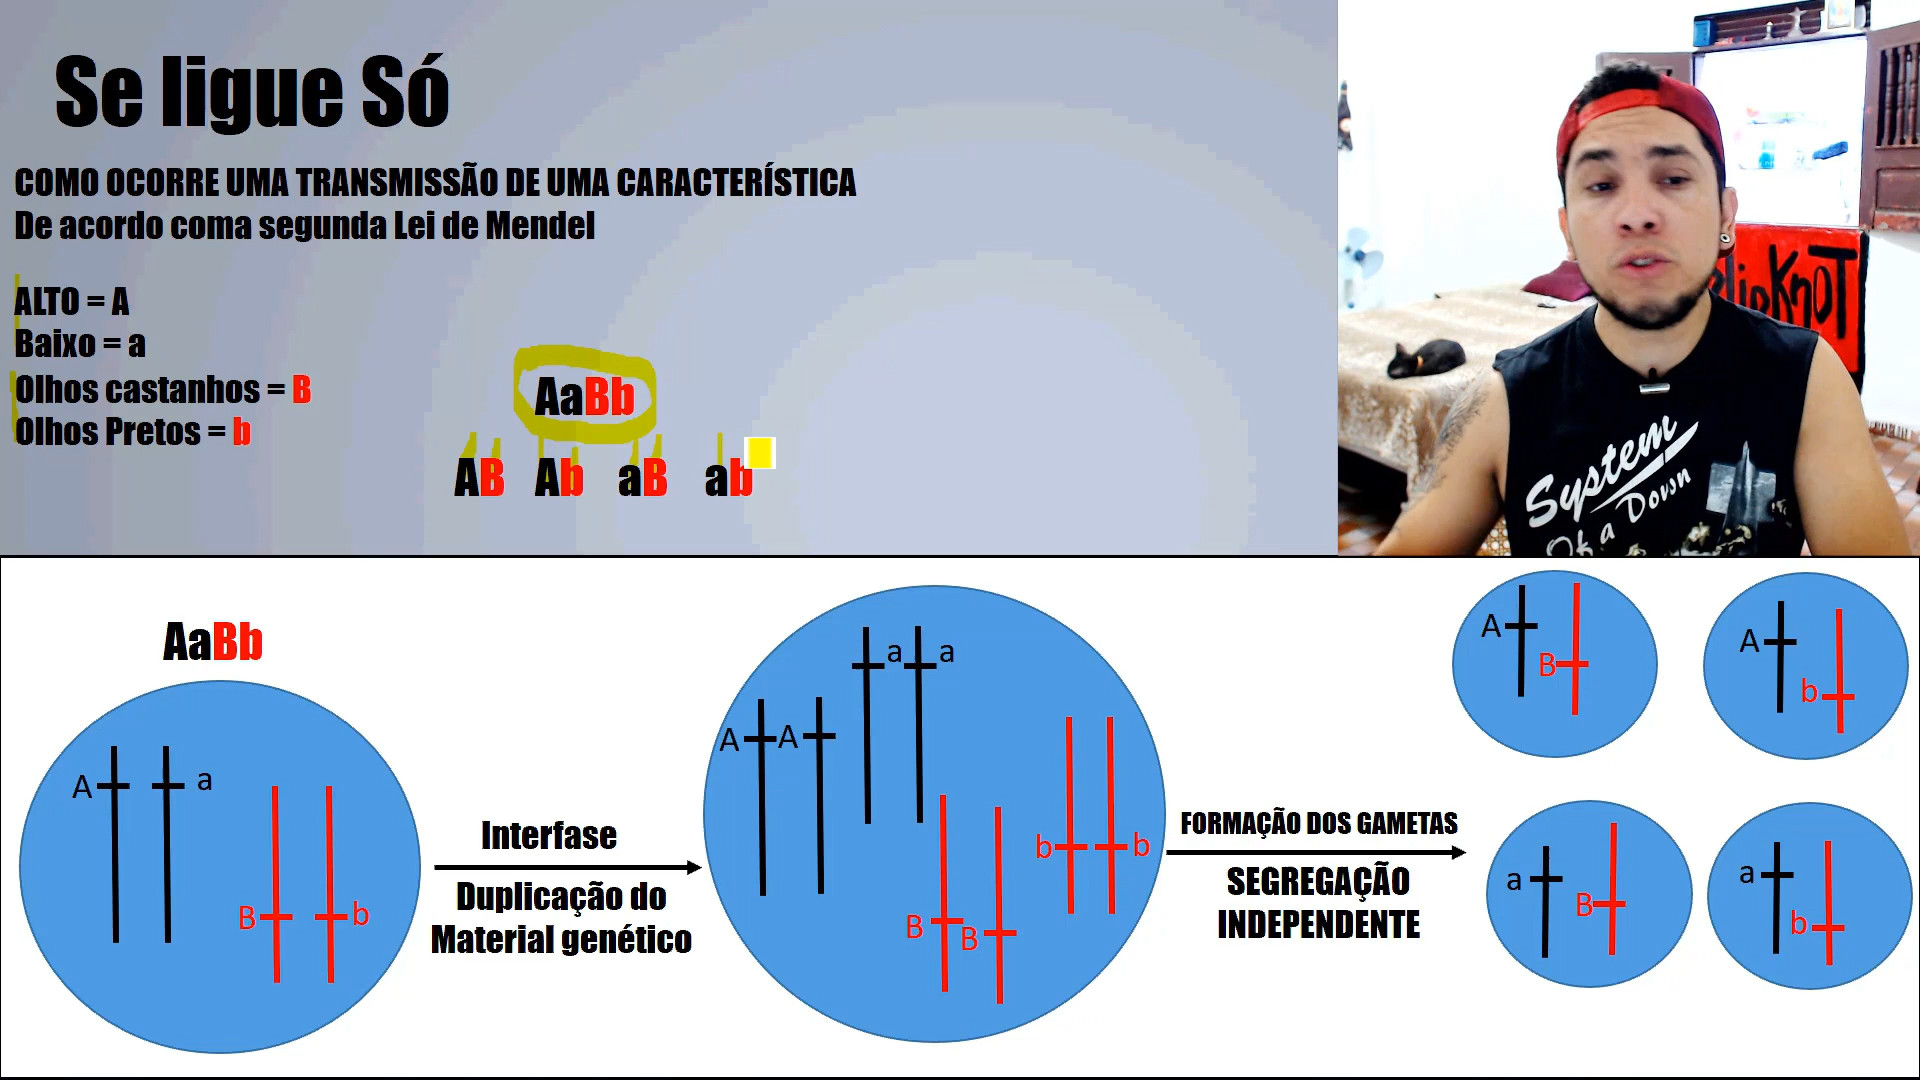 Se ligue Só
COMO OCORRE UMA TRANSMISSÃO DE UMA CARACTERÍSTICA
De acordo coma segunda Lei de Mendel
ALTO = A
Baixo = a
Olhos castanhos = B
Olhos Pretos = b
AaBb
AB Ab aB ab
slipKnoT
System
Of a Down
AaBb
A a
B b
Interfase
Duplicação do
Material genético
a a
A A
b b
B B
FORMAÇÃO DOS GAMETAS
SEGREGAÇÃO
INDEPENDENTE
A B
A b
a B
a b